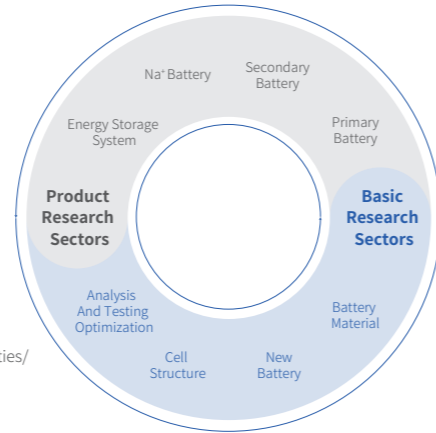 Na⁺ Battery
Secondary
Battery
Energy Storage
System
Primary
Battery
Product
Research
Sectors
Basic
Research
Sectors
Analysis
And Testing
Optimization
Battery
Material
Cell
Structure
New
Battery
ties/